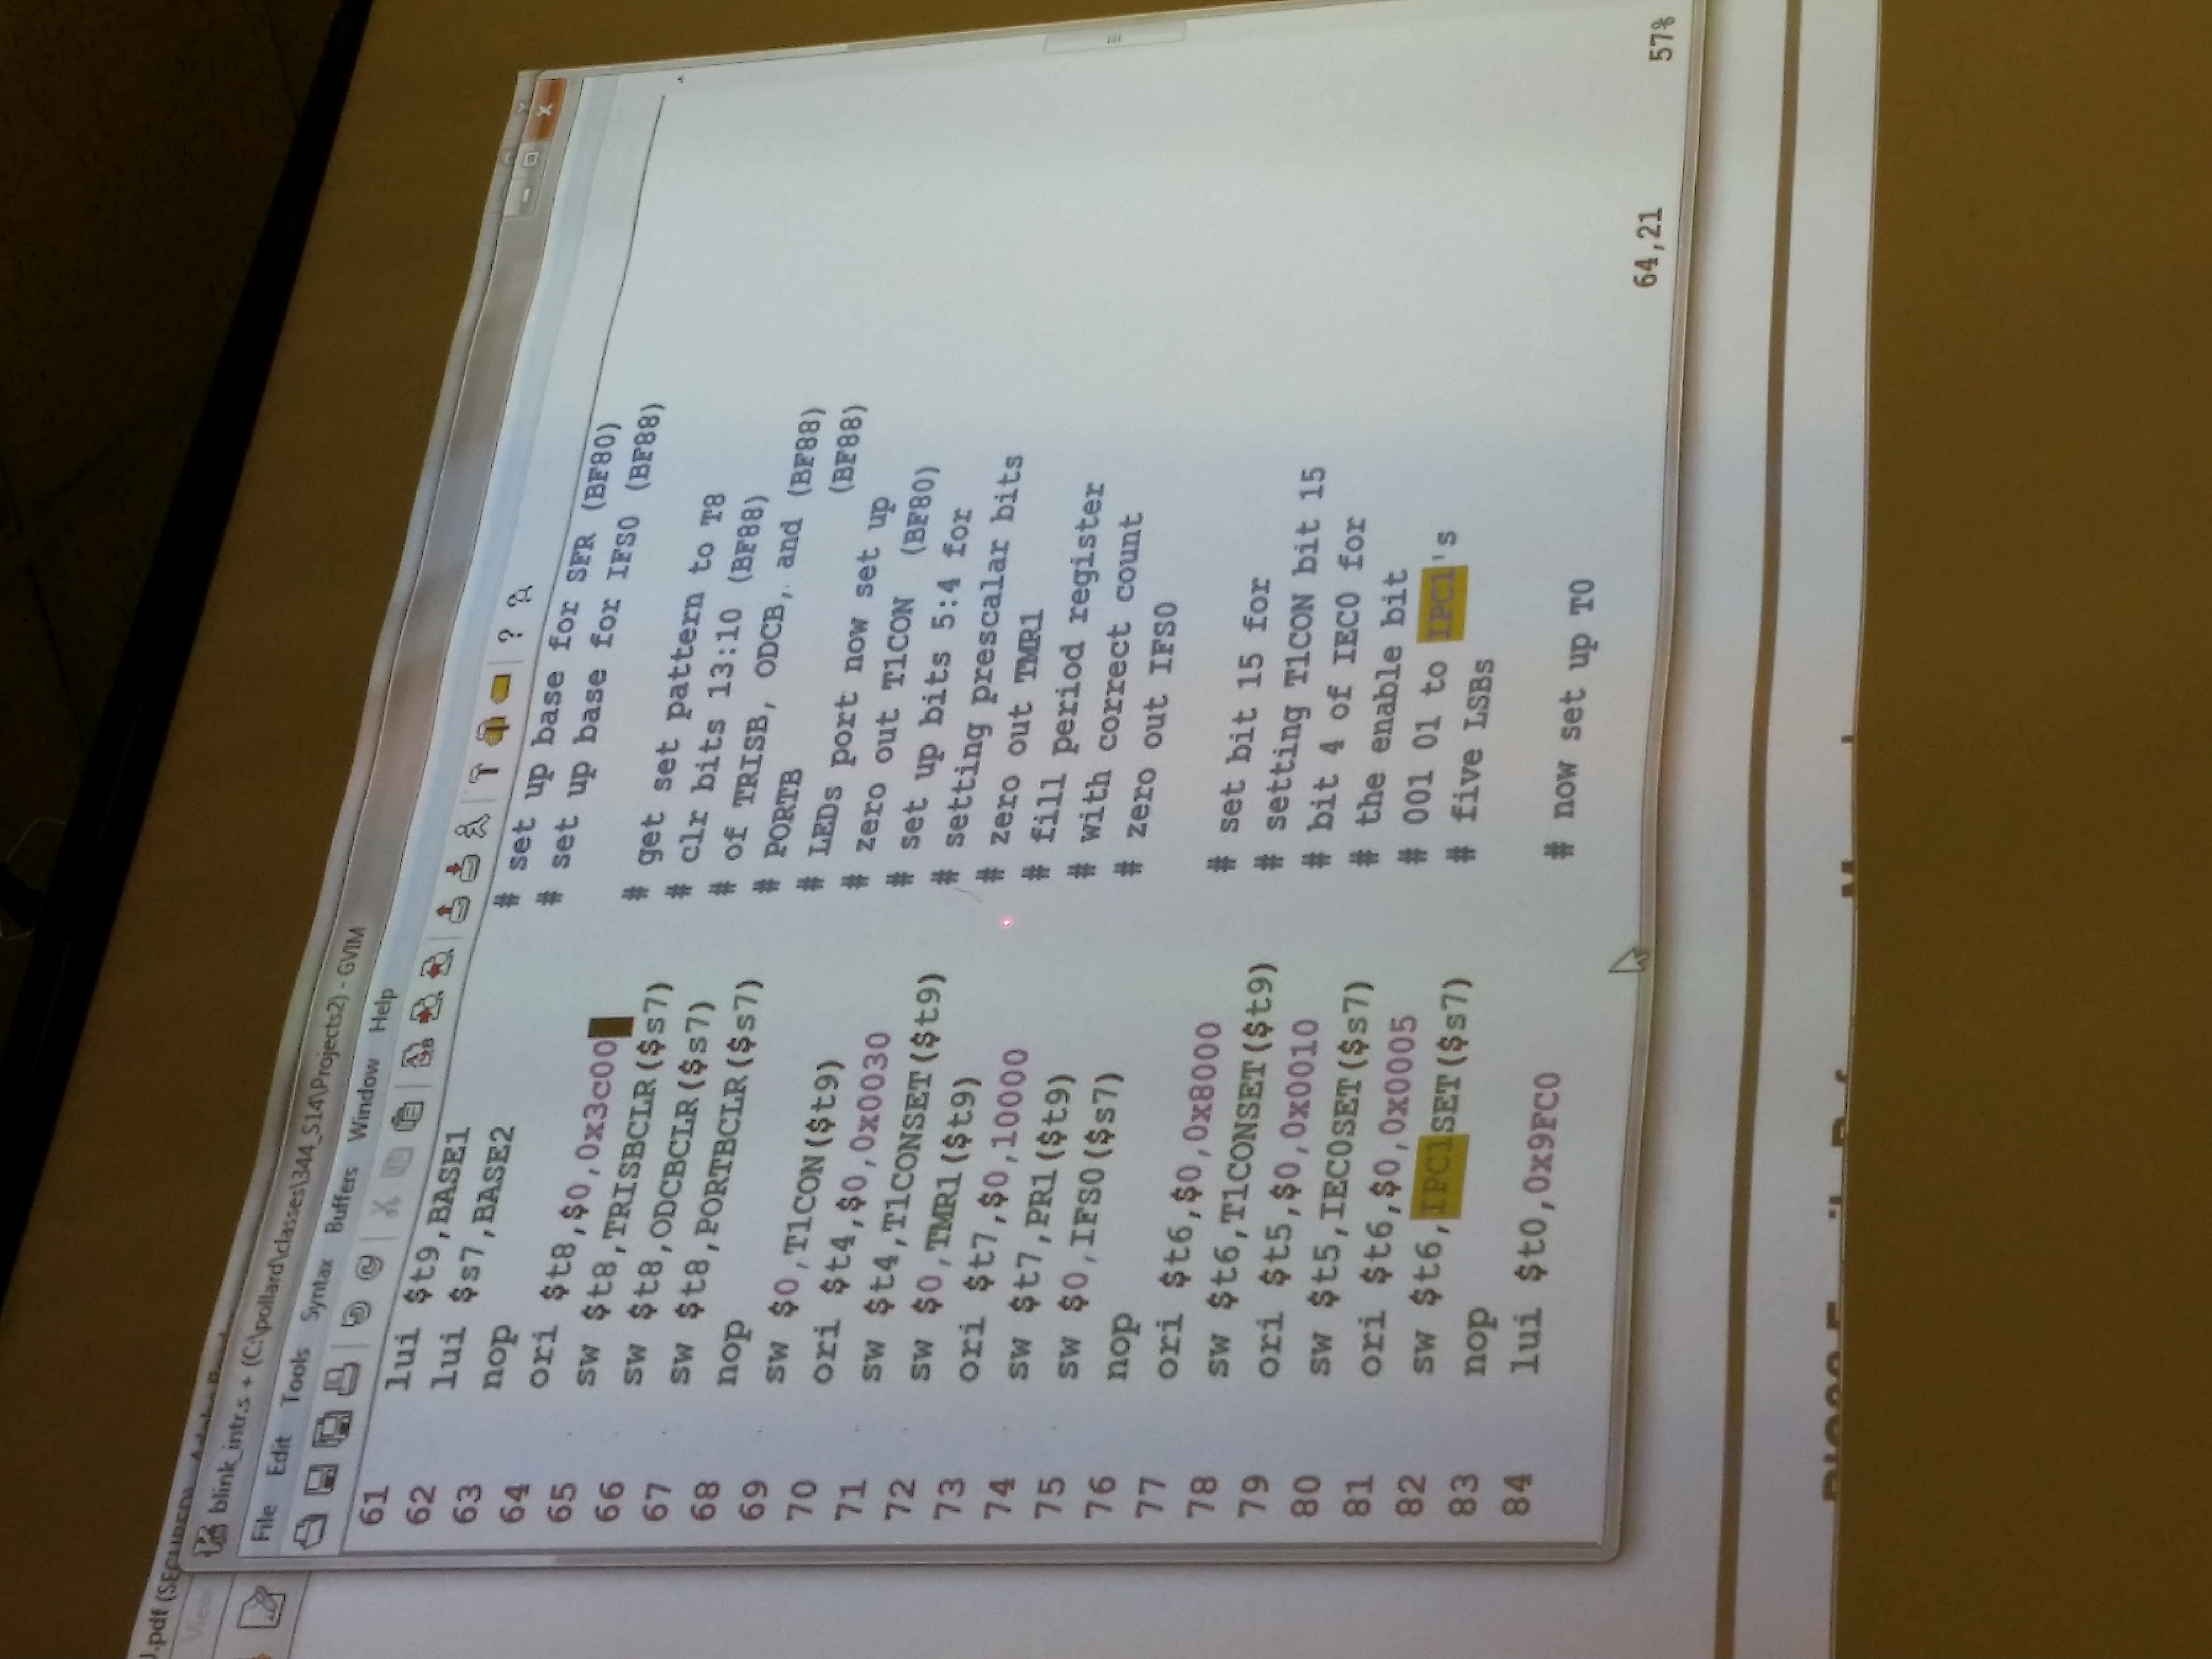 J.pdf (SECURED) - Adobe Reader
View
blink_intr.s + (C:\pollard\classes\344_S14\Projects2) - GVIM
File Edit Tools Syntax Buffers Window Help
61 lui $t9,BASE1 # set up base for SFR (BF80)
62 lui $s7,BASE2 # set up base for IFS0 (BF88)
63 nop
64 ori $t8,$0,0x3c00 # get set pattern to T8
65 sw $t8,TRISBCLR($s7) # clr bits 13:10 (BF88)
66 sw $t8,ODCBCLR($s7) # of TRISB, ODCB, and (BF88)
67 sw $t8,PORTBCLR($s7) # PORTB (BF88)
68 nop # LEDs port now set up
69 sw $0,T1CON($t9) # zero out T1CON (BF80)
70 ori $t4,$0,0x0030 # set up bits 5:4 for
71 sw $t4,T1CONSET($t9) # setting prescalar bits
72 sw $0,TMR1($t9) # zero out TMR1
73 ori $t7,$0,10000 # fill period register
74 sw $t7,PR1($t9) # with correct count
75 sw $0,IFS0($s7) # zero out IFS0
76 nop
77 ori $t6,$0,0x8000 # set bit 15 for
78 sw $t6,T1CONSET($t9) # setting T1CON bit 15
79 ori $t5,$0,0x0010 # bit 4 of IEC0 for
80 sw $t5,IEC0SET($s7) # the enable bit
81 ori $t6,$0,0x0005 # 001 01 to IPC1's
82 sw $t6,IPC1SET($s7) # five LSBs
83 nop
84 lui $t0,0x9FC0 # now set up T0
64,21 57%